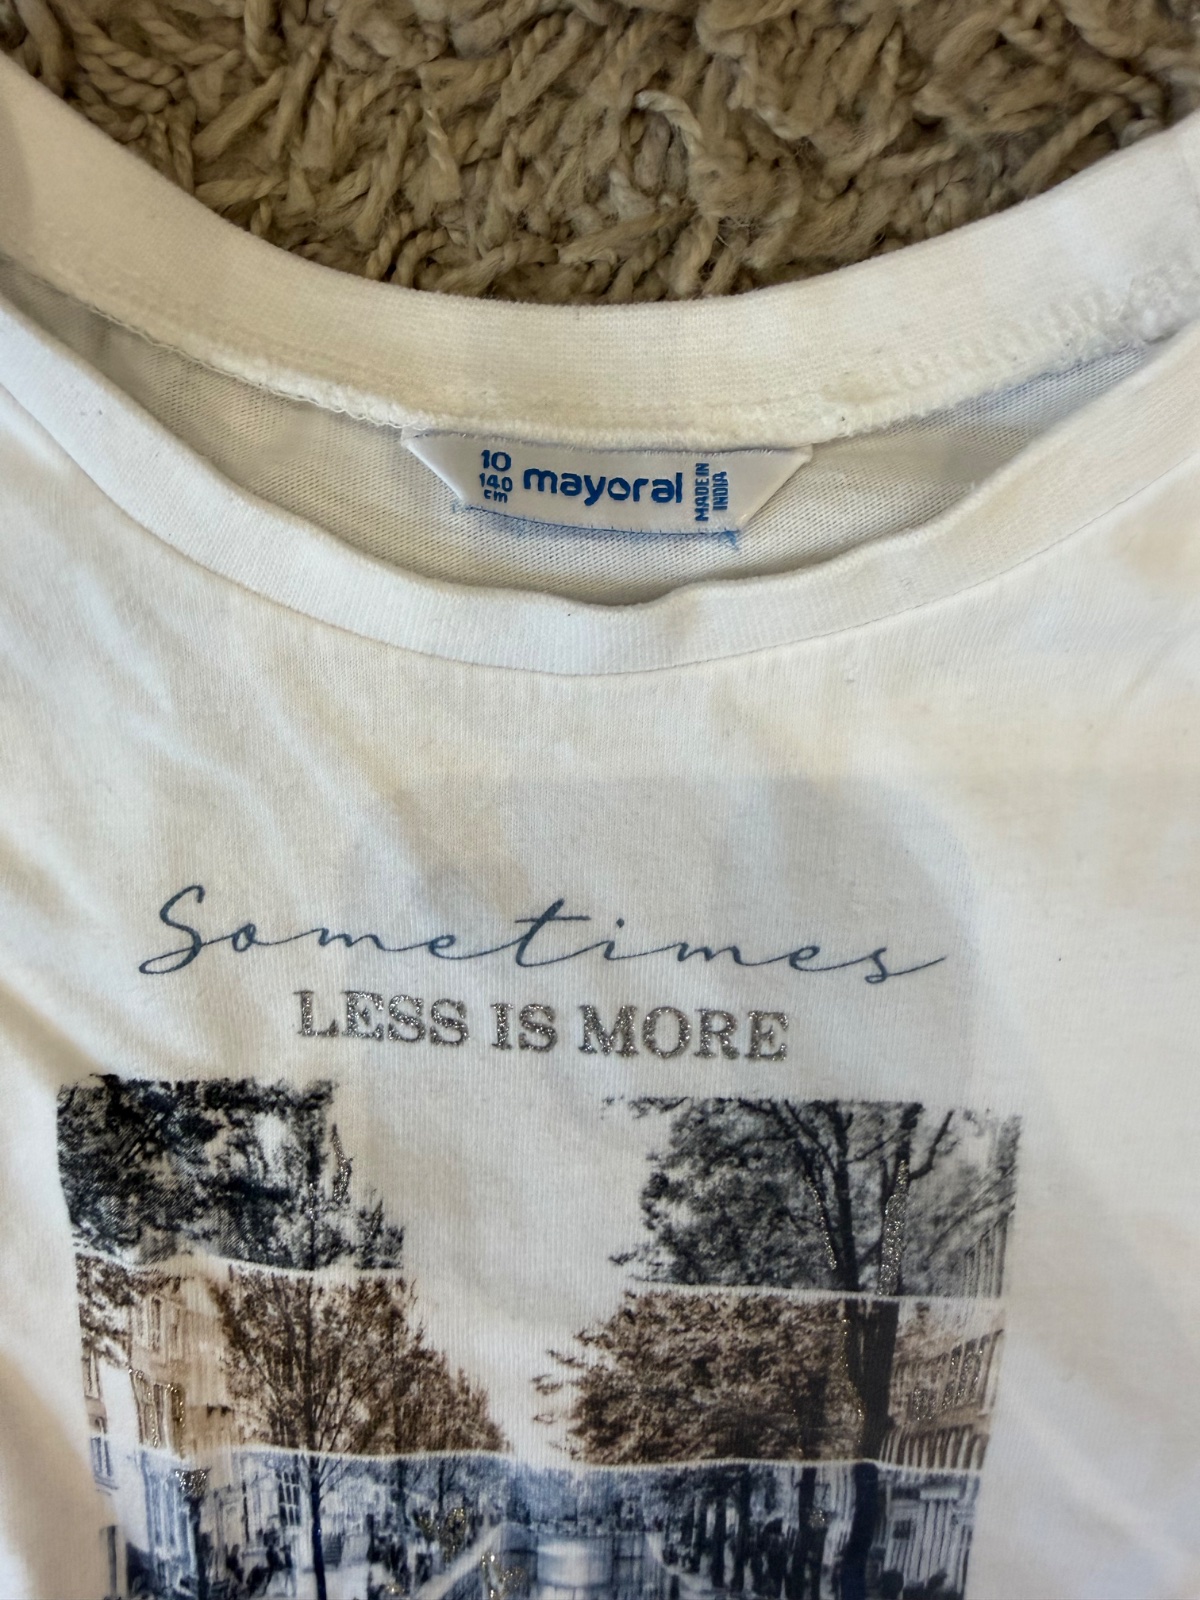 10
140
cm
mayoral
MADE IN
INDIA
Sometimes
LESS IS MORE